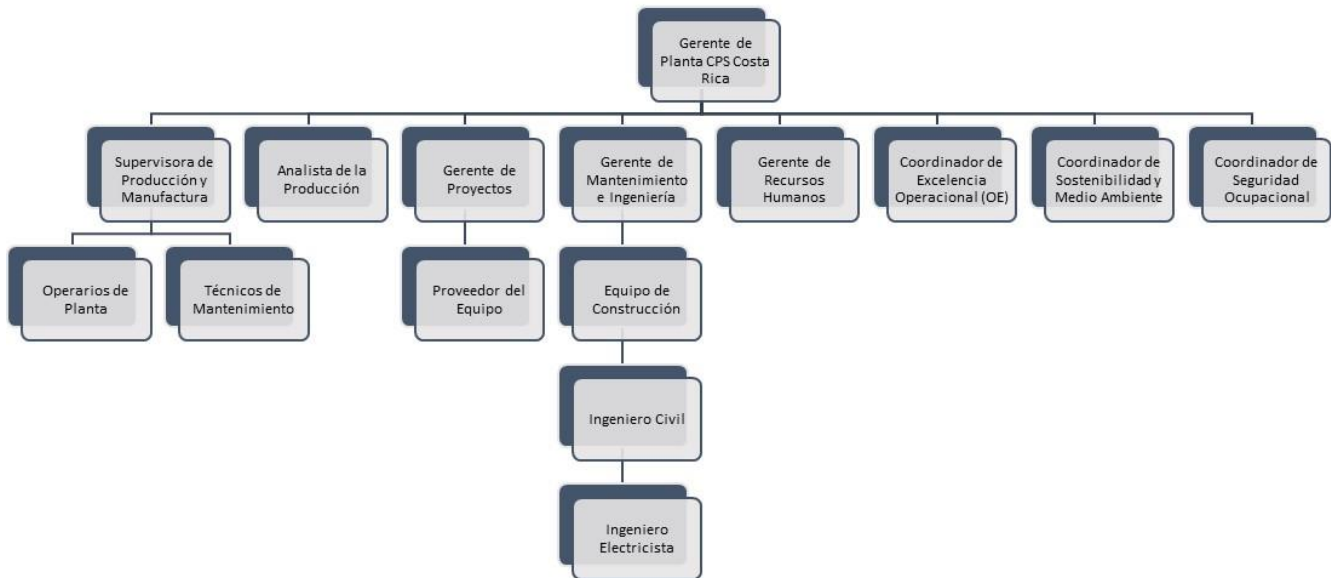 Gerente de
Planta CPS Costa
Rica
Supervisora de
Producción y
Manufactura
Analista de la
Producción
Gerente de
Proyectos
Gerente de
Mantenimiento
e Ingeniería
Gerente de
Recursos
Humanos
Coordinador de
Excelencia
Operacional (OE)
Coordinador de
Sostenibilidad y
Medio Ambiente
Coordinador de
Seguridad
Ocupacional
Operarios de
Planta
Técnicos de
Mantenimiento
Proveedor del
Equipo
Equipo de
Construcción
Ingeniero Civil
Ingeniero
Electricista